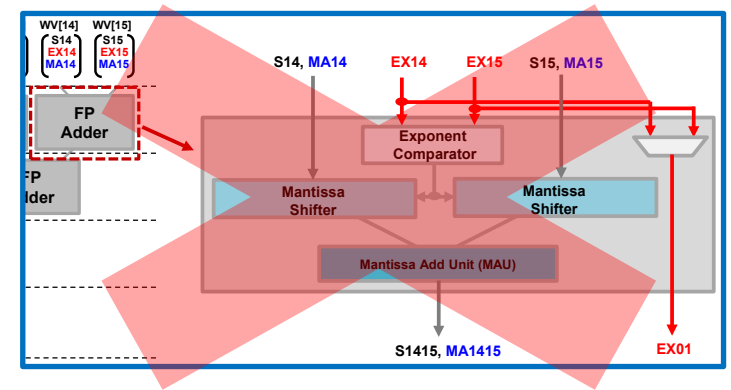 WV[14] WV[15]
S14 S15
EX14 EX15
MA14 MA15
S14, MA14 EX14 EX15 S15, MA15
FP
Adder
Exponent
Comparator
FP
dder
Mantissa
Shifter
Mantissa
Shifter
Mantissa Add Unit (MAU)
S1415, MA1415
EX01